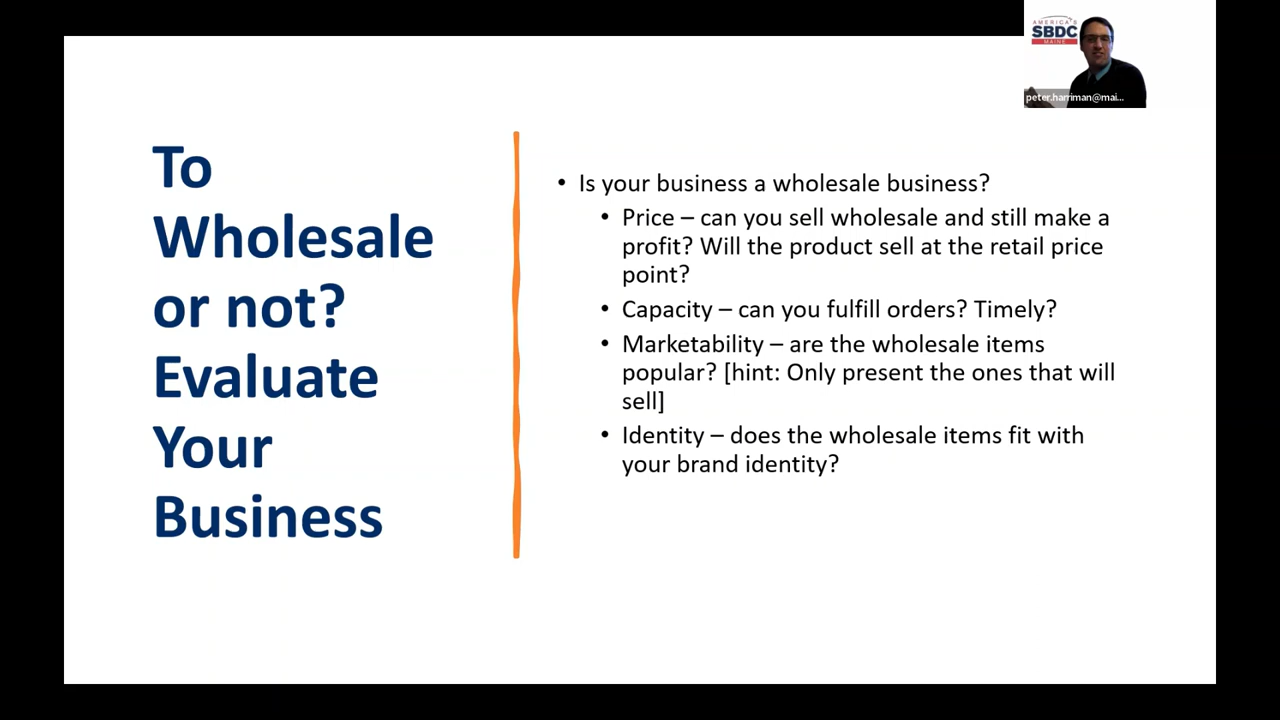 AMERICA'S
SBDC
MAINE
peter.harriman@mai...
To
Wholesale
or not?
Evaluate
Your
Business
• Is your business a wholesale business?
• Price – can you sell wholesale and still make a
profit? Will the product sell at the retail price
point?
• Capacity – can you fulfill orders? Timely?
• Marketability – are the wholesale items
popular? [hint: Only present the ones that will
sell]
• Identity – does the wholesale items fit with
your brand identity?